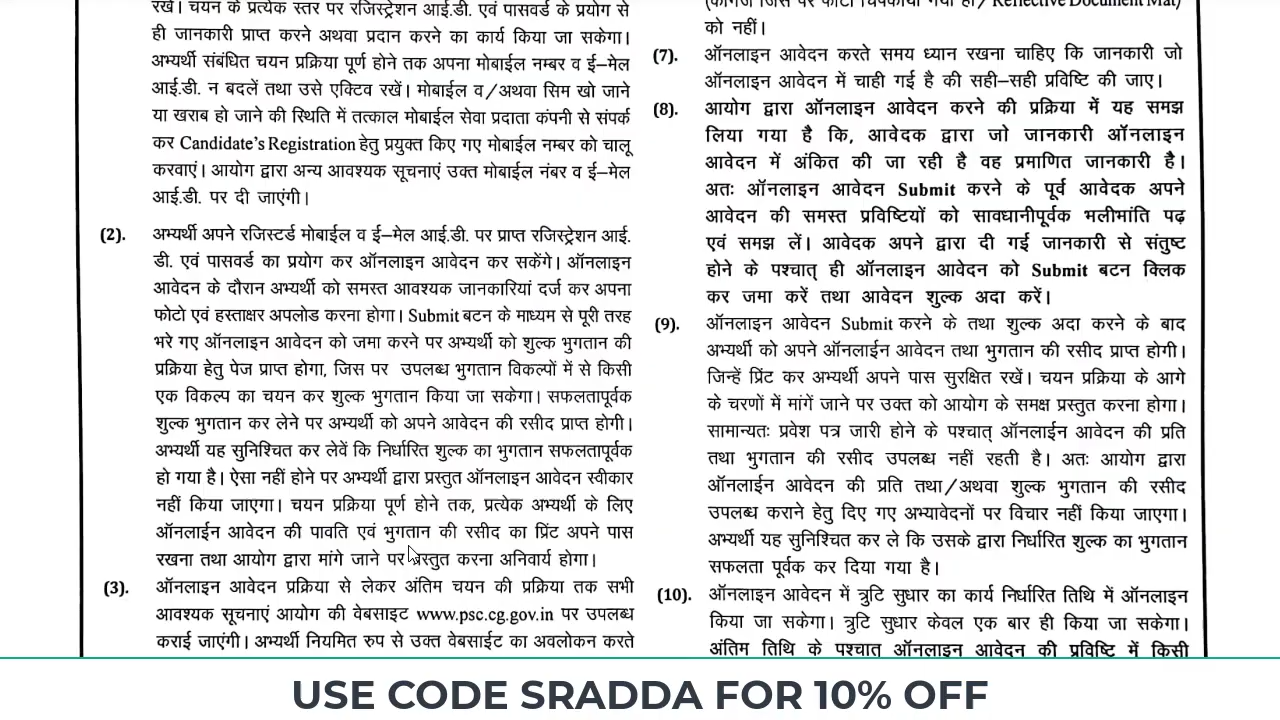 रखें। चयन के प्रत्येक स्तर पर रजिस्ट्रेशन आई.डी. एवं पासवर्ड के प्रयोग से
ही जानकारी प्राप्त करने अथवा प्रदान करने का कार्य किया जा सकेगा।
अभ्यर्थी संबंधित चयन प्रक्रिया पूर्ण होने तक अपना मोबाईल नम्बर व ई–मेल
आई.डी. न बदलें तथा उसे एक्टिव रखें। मोबाईल व/अथवा सिम खो जाने
या खराब हो जाने की स्थिति में तत्काल मोबाईल सेवा प्रदाता कंपनी से संपर्क
कर Candidate's Registration हेतु प्रयुक्त किए गए मोबाईल नम्बर को चालू
करवाएं। आयोग द्वारा अन्य आवश्यक सूचनाएं उक्त मोबाईल नंबर व ई–मेल
आई.डी. पर दी जाएंगी।
(2). अभ्यर्थी अपने रजिस्टर्ड मोबाईल व ई–मेल आई.डी. पर प्राप्त रजिस्ट्रेशन आई.
डी. एवं पासवर्ड का प्रयोग कर ऑनलाइन आवेदन कर सकेंगे। ऑनलाइन
आवेदन के दौरान अभ्यर्थी को समस्त आवश्यक जानकारियां दर्ज कर अपना
फोटो एवं हस्ताक्षर अपलोड करना होगा। Submit बटन के माध्यम से पूरी तरह
भरे गए ऑनलाइन आवेदन को जमा करने पर अभ्यर्थी को शुल्क भुगतान की
प्रक्रिया हेतु पेज प्राप्त होगा, जिस पर उपलब्ध भुगतान विकल्पों में से किसी
एक विकल्प का चयन कर शुल्क भुगतान किया जा सकेगा। सफलतापूर्वक
शुल्क भुगतान कर लेने पर अभ्यर्थी को अपने आवेदन की रसीद प्राप्त होगी।
अभ्यर्थी यह सुनिश्चित कर लेवें कि निर्धारित शुल्क का भुगतान सफलतापूर्वक
हो गया है। ऐसा नहीं होने पर अभ्यर्थी द्वारा प्रस्तुत ऑनलाइन आवेदन स्वीकार
नहीं किया जाएगा। चयन प्रक्रिया पूर्ण होने तक, प्रत्येक अभ्यर्थी के लिए
ऑनलाईन आवेदन की पावति एवं भुगतान की रसीद का प्रिंट अपने पास
रखना तथा आयोग द्वारा मांगे जाने पर प्रस्तुत करना अनिवार्य होगा।
(3). ऑनलाइन आवेदन प्रक्रिया से लेकर अंतिम चयन की प्रक्रिया तक सभी
आवश्यक सूचनाएं आयोग की वेबसाइट www.psc.cg.gov.in पर उपलब्ध
कराई जाएंगी। अभ्यर्थी नियमित रुप से उक्त वेबसाईट का अवलोकन करते
(कागज जिस पर फोटो चिपकाया गया हो/Reflective Document Mat)
को नहीं।
(7). ऑनलाइन आवेदन करते समय ध्यान रखना चाहिए कि जानकारी जो
ऑनलाइन आवेदन में चाही गई है की सही–सही प्रविष्टि की जाए।
(8). आयोग द्वारा ऑनलाइन आवेदन करने की प्रक्रिया में यह समझ
लिया गया है कि, आवेदक द्वारा जो जानकारी ऑनलाइन
आवेदन में अंकित की जा रही है वह प्रमाणित जानकारी है।
अतः ऑनलाइन आवेदन Submit करने के पूर्व आवेदक अपने
आवेदन की समस्त प्रविष्टियों को सावधानीपूर्वक भलीमांति पढ़
एवं समझ लें। आवेदक अपने द्वारा दी गई जानकारी से संतुष्ट
होने के पश्चात् ही ऑनलाइन आवेदन को Submit बटन क्लिक
कर जमा करें तथा आवेदन शुल्क अदा करें।
(9). ऑनलाइन आवेदन Submit करने के तथा शुल्क अदा करने के बाद
अभ्यर्थी को अपने ऑनलाईन आवेदन तथा भुगतान की रसीद प्राप्त होगी।
जिन्हें प्रिंट कर अभ्यर्थी अपने पास सुरक्षित रखें। चयन प्रक्रिया के आगे
के चरणों में मांगें जाने पर उक्त को आयोग के समक्ष प्रस्तुत करना होगा।
सामान्यतः प्रवेश पत्र जारी होने के पश्चात् ऑनलाईन आवेदन की प्रति
तथा भुगतान की रसीद उपलब्ध नहीं रहती है। अतः आयोग द्वारा
ऑनलाईन आवेदन की प्रति तथा/अथवा शुल्क भुगतान की रसीद
उपलब्ध कराने हेतु दिए गए अभ्यावेदनों पर विचार नहीं किया जाएगा।
अभ्यर्थी यह सुनिश्चित कर ले कि उसके द्वारा निर्धारित शुल्क का भुगतान
सफलता पूर्वक कर दिया गया है।
(10). ऑनलाइन आवेदन में त्रुटि सुधार का कार्य निर्धारित तिथि में ऑनलाइन
किया जा सकेगा। त्रुटि सुधार केवल एक बार ही किया जा सकेगा।
अंतिम तिथि के पश्चात् ऑनलाइन आवेदन की प्रविष्टि में किसी
USE CODE SRADDA FOR 10% OFF